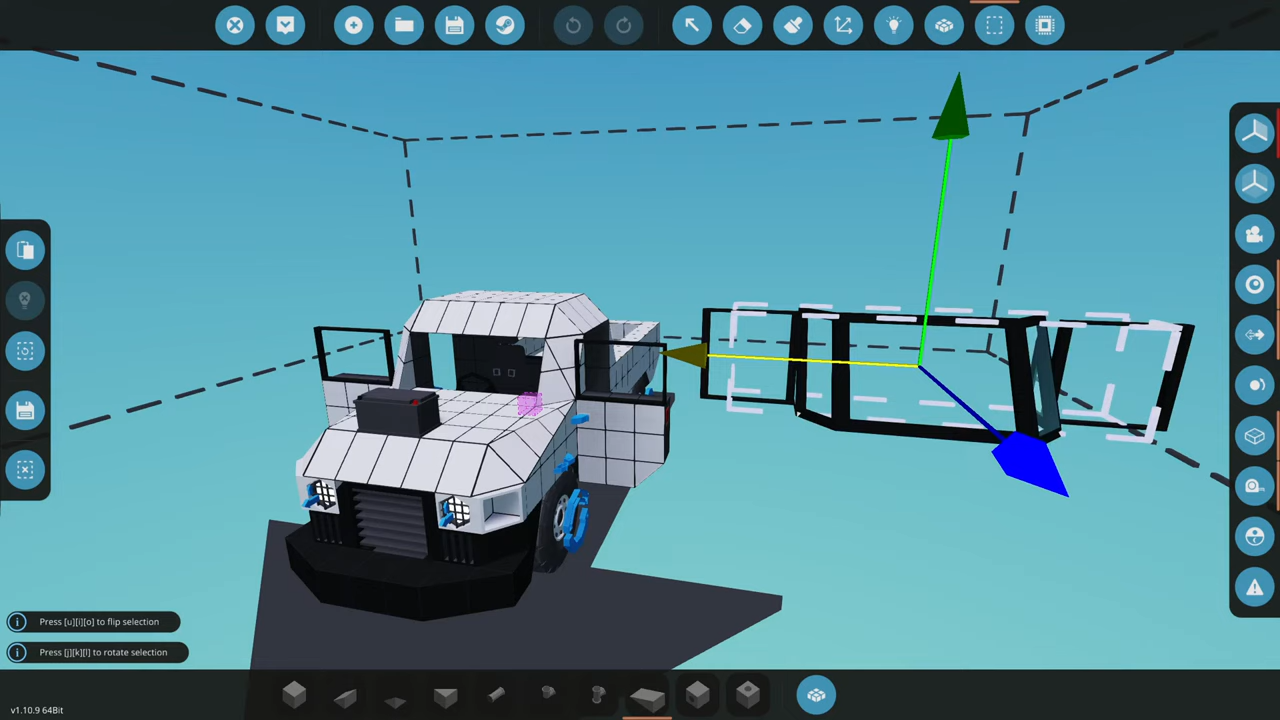 Press [u][i][o] to flip selection
Press [j][k][l] to rotate selection
v1.10.9 64Bit